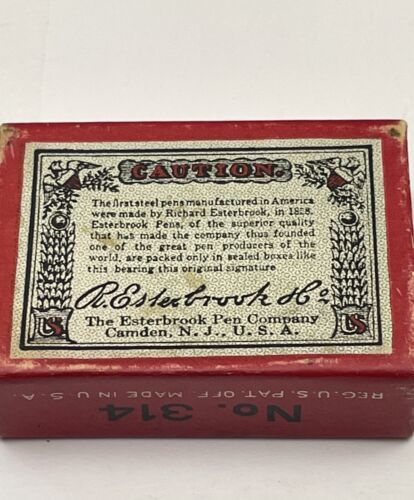 CAUTION
The first steel pens manufactured in America
were made by Richard Esterbrook, in 1858.
Esterbrook Pens, of the superior quality
that has made the company thus founded
one of the great pen producers of the
world, are packed only in sealed boxes like
this bearing this original signature
R. Esterbrook & Co
The Esterbrook Pen Company
Camden, N. J., U. S. A.
US
US
No. 314
REG. U.S. PAT. OFF. MADE IN U S A.